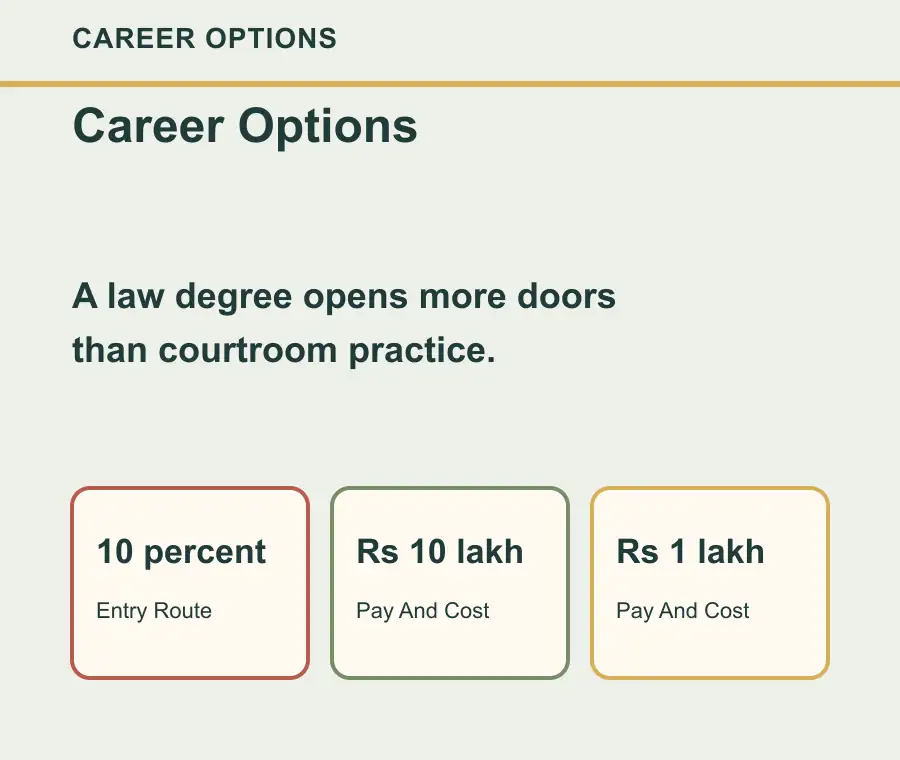 CAREER OPTIONS
Career Options
A law degree opens more doors
than courtroom practice.
10 percent
Entry Route
Rs 10 lakh
Pay And Cost
Rs 1 lakh
Pay And Cost